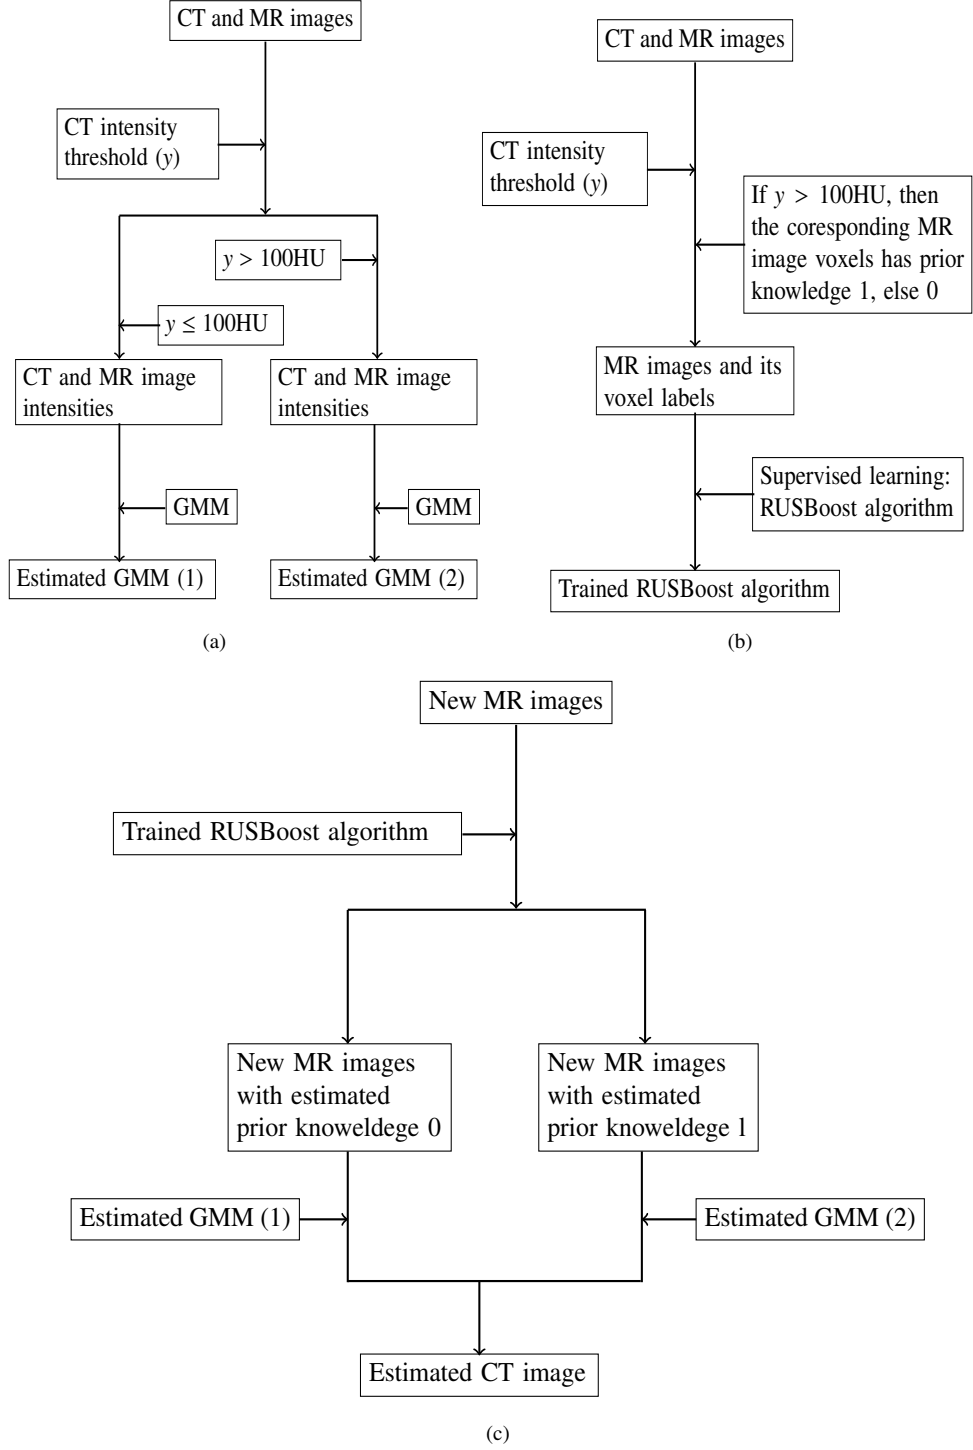 CT and MR images
CT intensity
threshold (y)
y > 100HU
y ≤ 100HU
CT and MR image
intensities
CT and MR image
intensities
GMM
GMM
Estimated GMM (1)
Estimated GMM (2)
(a)
CT and MR images
CT intensity
threshold (y)
If y > 100HU, then
the coresponding MR
image voxels has prior
knowledge 1, else 0
MR images and its
voxel labels
Supervised learning:
RUSBoost algorithm
Trained RUSBoost algorithm
(b)
New MR images
Trained RUSBoost algorithm
New MR images
with estimated
prior knoweldege 0
New MR images
with estimated
prior knoweldege 1
Estimated GMM (1)
Estimated GMM (2)
Estimated CT image
(c)